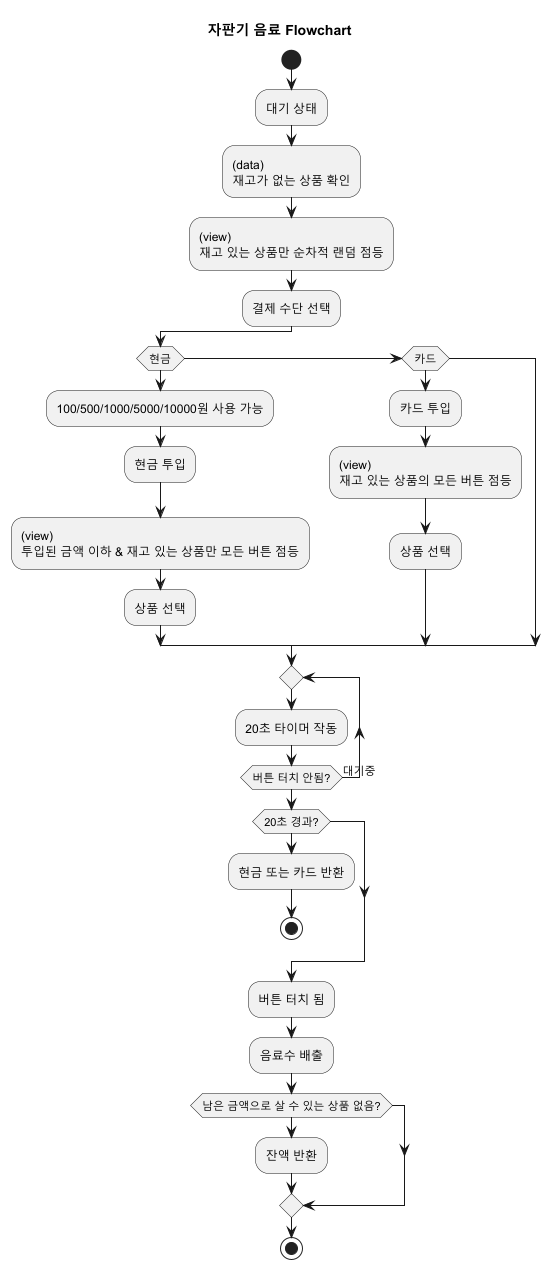 자판기 음료 Flowchart
대기 상태
(data)
재고가 없는 상품 확인
(view)
재고 있는 상품만 순차적 랜덤 점등
결제 수단 선택
현금
100/500/1000/5000/10000원 사용 가능
현금 투입
(view)
투입된 금액 이하 & 재고 있는 상품만 모든 버튼 점등
상품 선택
카드
카드 투입
(view)
재고 있는 상품의 모든 버튼 점등
상품 선택
20초 타이머 작동
버튼 터치 안됨?
대기중
20초 경과?
현금 또는 카드 반환
버튼 터치 됨
음료수 배출
남은 금액으로 살 수 있는 상품 없음?
잔액 반환